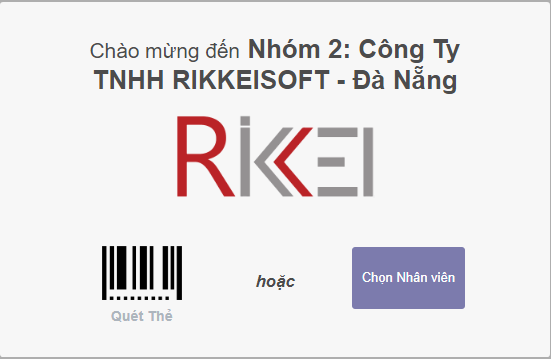 Chào mừng đến Nhóm 2: Công Ty
TNHH RIKKEISOFT - Đà Nẵng
RIKKEI
hoặc
Chọn Nhân viên
Quét Thẻ